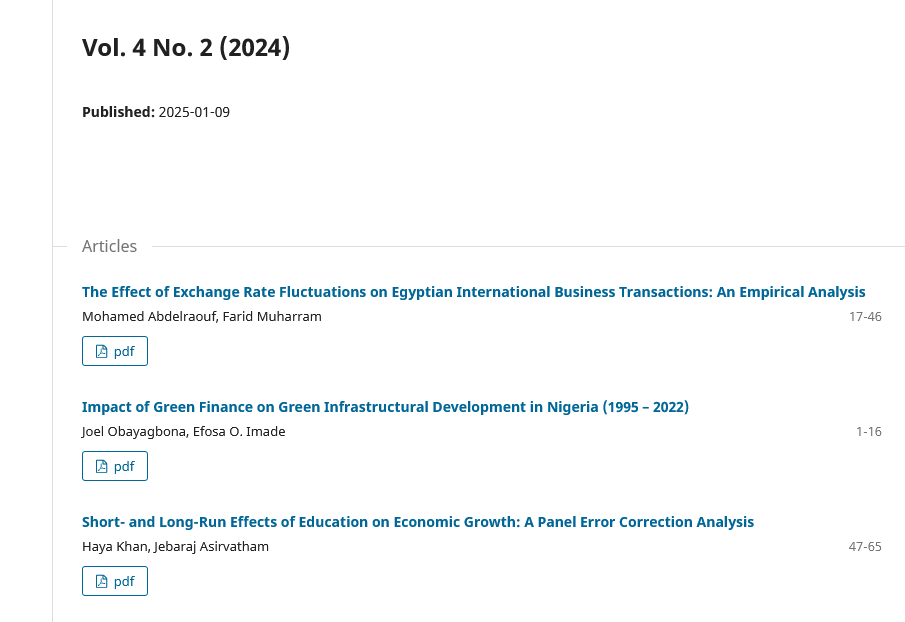 Vol. 4 No. 2 (2024)
Published: 2025-01-09
Articles
The Effect of Exchange Rate Fluctuations on Egyptian International Business Transactions: An Empirical Analysis
Mohamed Abdelraouf, Farid Muharram 17-46
pdf
Impact of Green Finance on Green Infrastructural Development in Nigeria (1995 – 2022)
Joel Obayagbona, Efosa O. Imade 1-16
pdf
Short- and Long-Run Effects of Education on Economic Growth: A Panel Error Correction Analysis
Haya Khan, Jebaraj Asirvatham 47-65
pdf